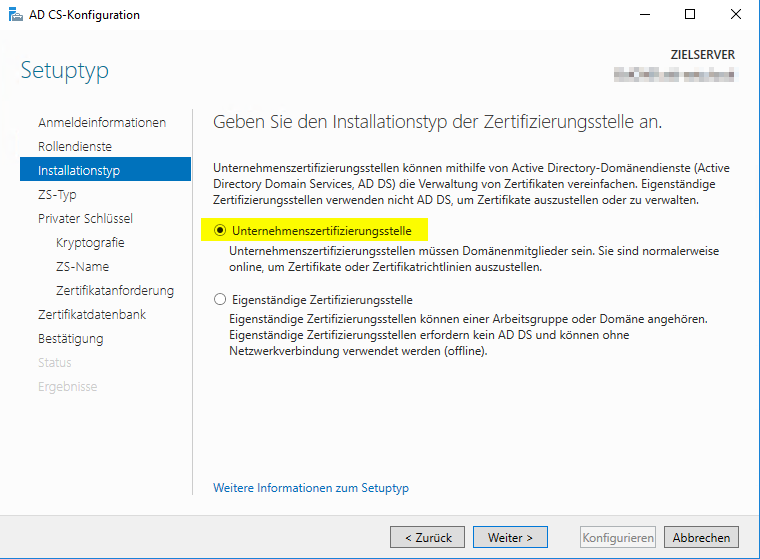 AD CS-Konfiguration
Setuptyp
ZIELSERVER
Anmeldeinformationen
Rollendienste
Installationstyp
ZS-Typ
Privater Schlüssel
Kryptografie
ZS-Name
Zertifikatanforderung
Zertifikatdatenbank
Bestätigung
Status
Ergebnisse
Geben Sie den Installationstyp der Zertifizierungsstelle an.
Unternehmenszertifizierungsstellen können mithilfe von Active Directory-Domänendienste (Active
Directory Domain Services, AD DS) die Verwaltung von Zertifikaten vereinfachen. Eigenständige
Zertifizierungsstellen verwenden nicht AD DS, um Zertifikate auszustellen oder zu verwalten.
Unternehmenszertifizierungsstelle
Unternehmenszertifizierungsstellen müssen Domänenmitglieder sein. Sie sind normalerweise
online, um Zertifikate oder Zertifikatrichtlinien auszustellen.
Eigenständige Zertifizierungsstelle
Eigenständige Zertifizierungsstellen können einer Arbeitsgruppe oder Domäne angehören.
Eigenständige Zertifizierungsstellen erfordern kein AD DS und können ohne
Netzwerkverbindung verwendet werden (offline).
Weitere Informationen zum Setuptyp
< Zurück
Weiter >
Konfigurieren
Abbrechen